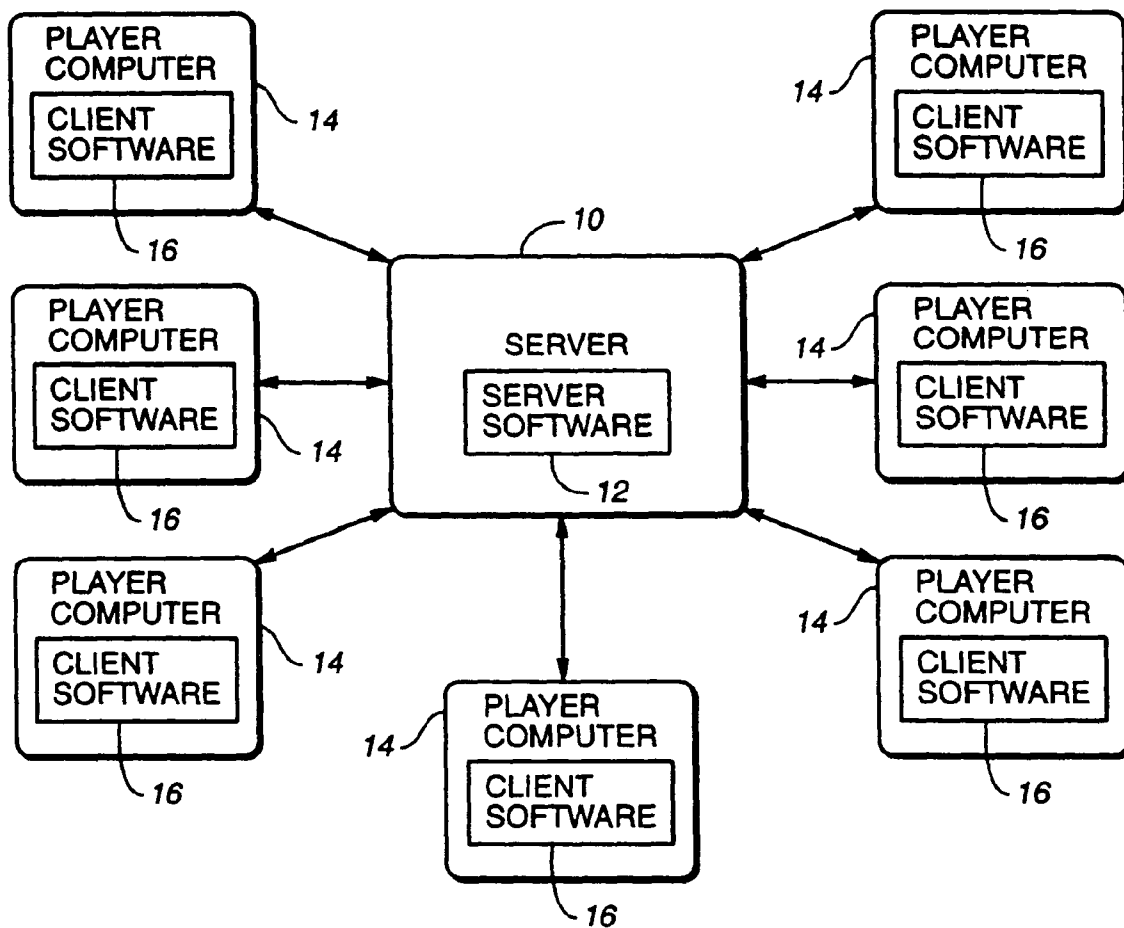 PLAYER
COMPUTER
CLIENT
SOFTWARE
14
16
PLAYER
COMPUTER
CLIENT
SOFTWARE
14
16
10
SERVER
SERVER
SOFTWARE
12
PLAYER
COMPUTER
CLIENT
SOFTWARE
14
16
PLAYER
COMPUTER
CLIENT
SOFTWARE
14
16
PLAYER
COMPUTER
CLIENT
SOFTWARE
14
16
PLAYER
COMPUTER
CLIENT
SOFTWARE
14
16
PLAYER
COMPUTER
CLIENT
SOFTWARE
14
16